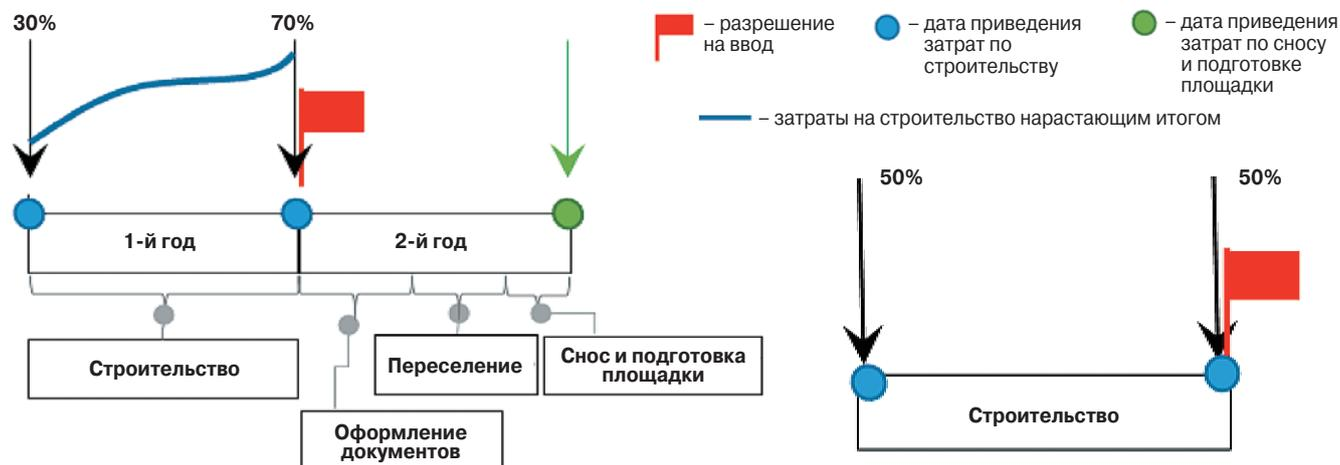 30%
70%
– разрешение
на ввод
– дата приведения
затрат по
строительству
– дата приведения
затрат по сносу
и подготовке
площадки
– затраты на строительство нарастающим итогом
1-й год
2-й год
Строительство
Оформление
документов
Переселение
Снос и подготовка
площадки
50%
50%
Строительство